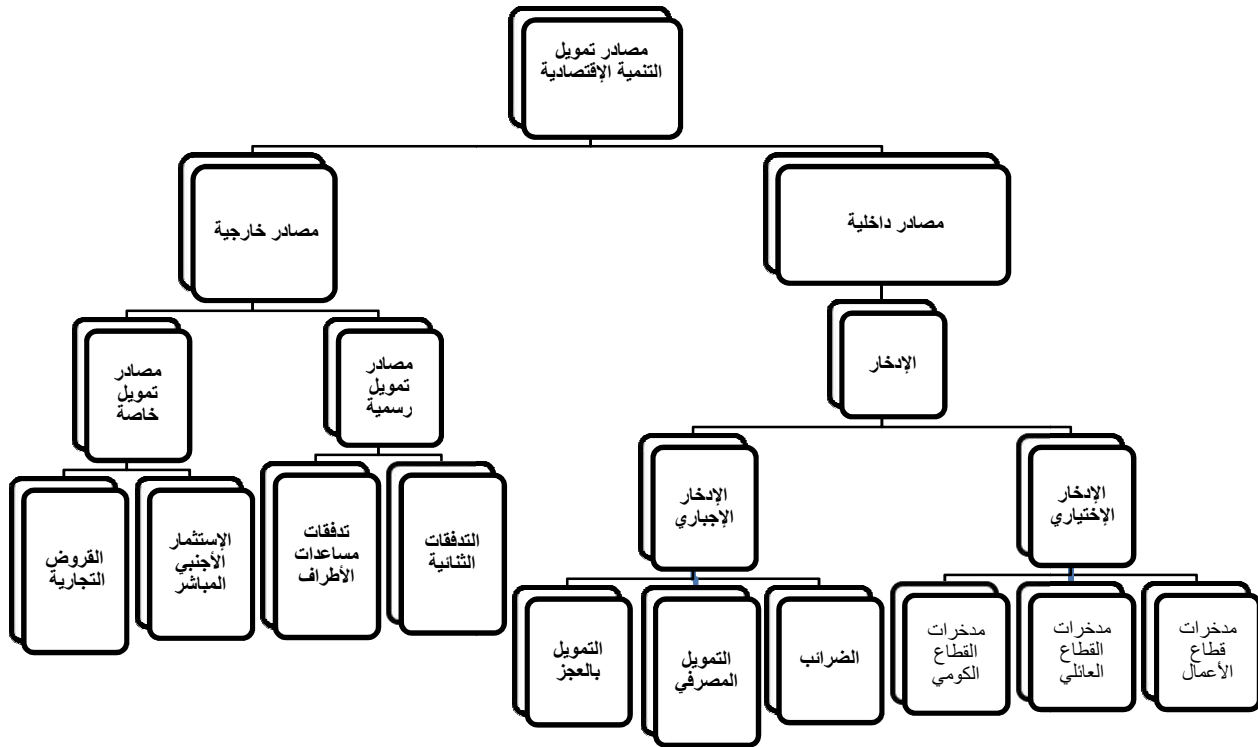 مصادر تمويل
التنمية الإقتصادية
مصادر داخلية
مصادر خارجية
الإدخار
مصادر
تمويل
رسمية
مصادر
تمويل
خاصة
الإدخار
الإختياري
الإدخار
الإجباري
التدفقات
الثنائية
تدفقات
مساعدات
الأطراف
الإستثمار
الأجنبي
المباشر
القروض
التجارية
مدخرات
قطاع
الأعمال
مدخرات
القطاع
العائلي
مدخرات
القطاع
الكومي
الضرائب
التمويل
المصرفي
التمويل
بالعجز